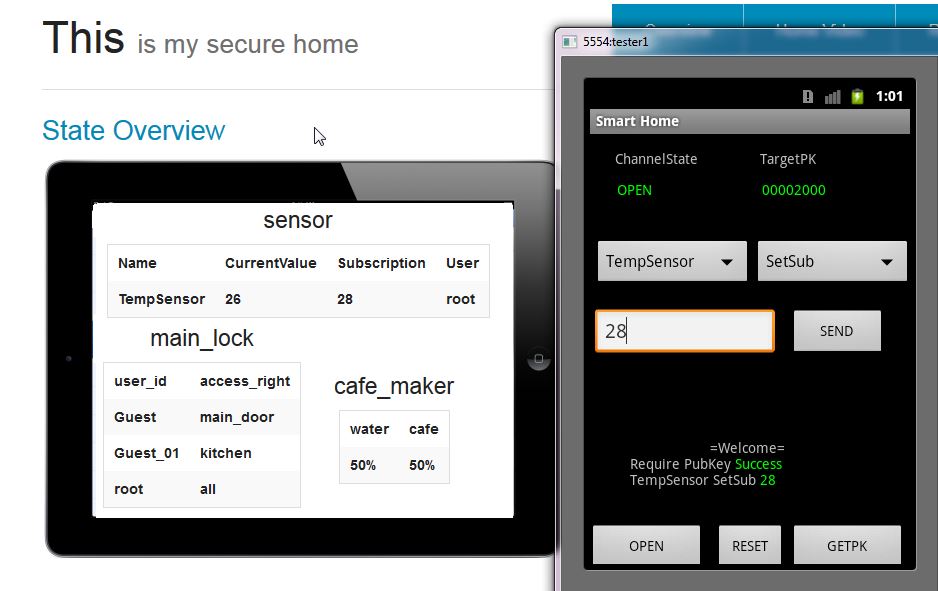 This is my secure home
State Overview
sensor
Name CurrentValue Subscription User
TempSensor 26 28 root
main_lock
user_id access_right
Guest main_door
Guest_01 kitchen
root all
cafe_maker
water cafe
50% 50%
5554:tester1
1:01
Smart Home
ChannelState TargetPK
OPEN 00002000
TempSensor SetSub
28 SEND
=Welcome=
Require PubKey Success
TempSensor SetSub 28
OPEN RESET GETPK